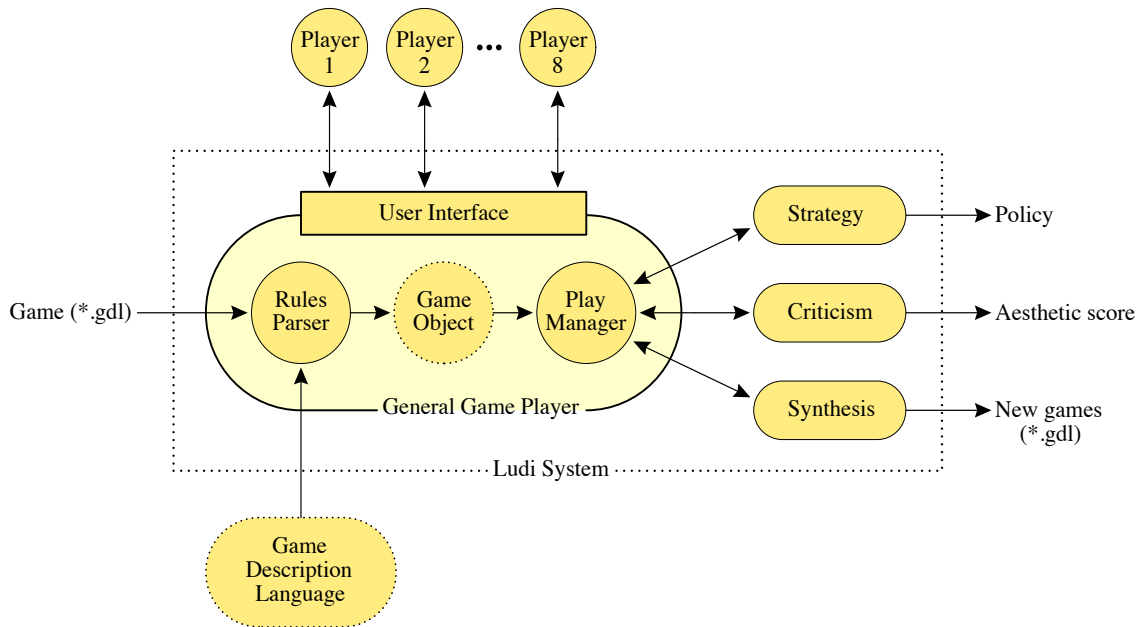 Player
1
Player
2
...
Player
8
User Interface
Strategy
Policy
Game (*.gdl)
Rules
Parser
Game
Object
Play
Manager
Criticism
Aesthetic score
General Game Player
Synthesis
New games
(*.gdl)
Ludi System
Game
Description
Language